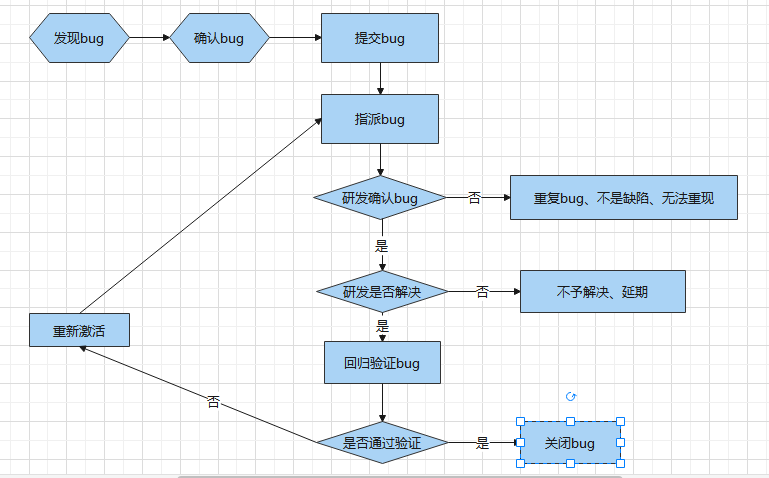 发现bug
确认bug
提交bug
指派bug
研发确认bug
否
重复bug、不是缺陷、无法重现
是
研发是否解决
否
不予解决、延期
是
重新激活
回归验证bug
否
是否通过验证
是
关闭bug